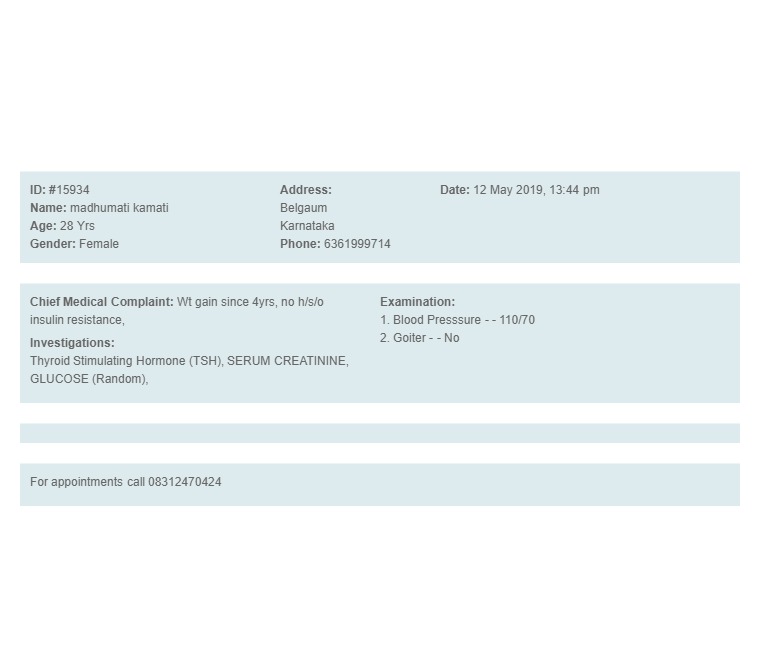 ID: #15934
Name: madhumati kamati
Age: 28 Yrs
Gender: Female
Address:
Belgaum
Karnataka
Phone: 6361999714
Date: 12 May 2019, 13:44 pm
Chief Medical Complaint: Wt gain since 4yrs, no h/s/o
insulin resistance,
Investigations:
Thyroid Stimulating Hormone (TSH), SERUM CREATININE,
GLUCOSE (Random),
Examination:
1. Blood Presssure - - 110/70
2. Goiter - - No
For appointments call 08312470424